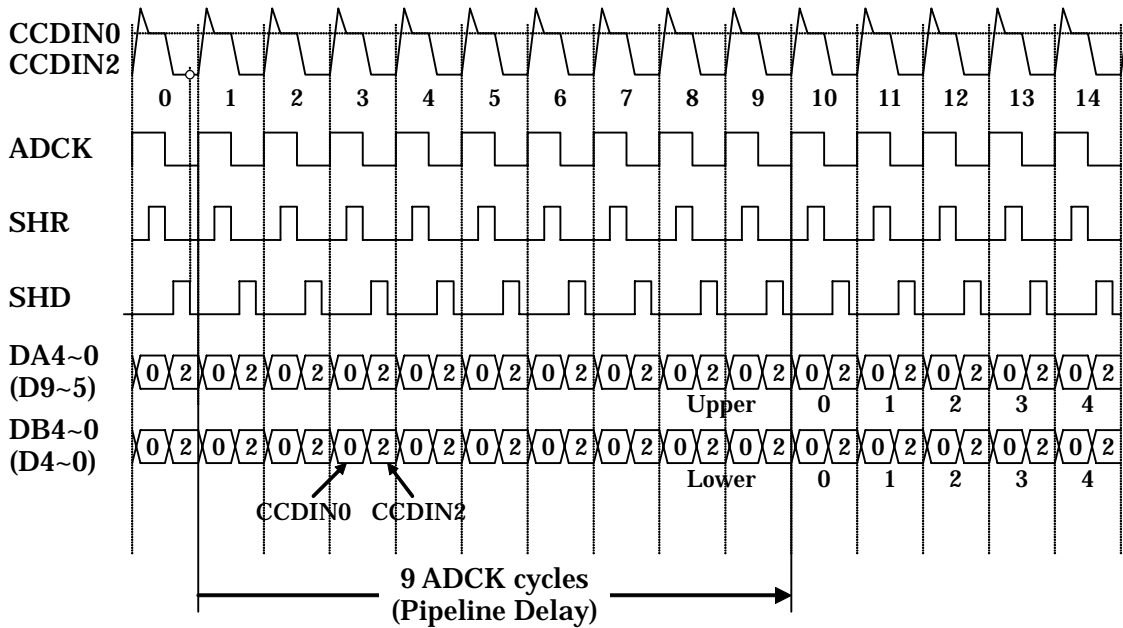 CCDIN0
CCDIN2
0 1 2 3 4 5 6 7 8 9 10 11 12 13 14
ADCK
SHR
SHD
DA4~0
(D9~5)
0 2 0 2 0 2 0 2 0 2 0 2 0 2 0 2 0 2 0 2 0 2 0 2 0 2 0 2 0 2
Upper 0 1 2 3 4
DB4~0
(D4~0)
0 2 0 2 0 2 0 2 0 2 0 2 0 2 0 2 0 2 0 2 0 2 0 2 0 2 0 2 0 2
Lower 0 1 2 3 4
CCDIN0 CCDIN2
9 ADCK cycles
(Pipeline Delay)